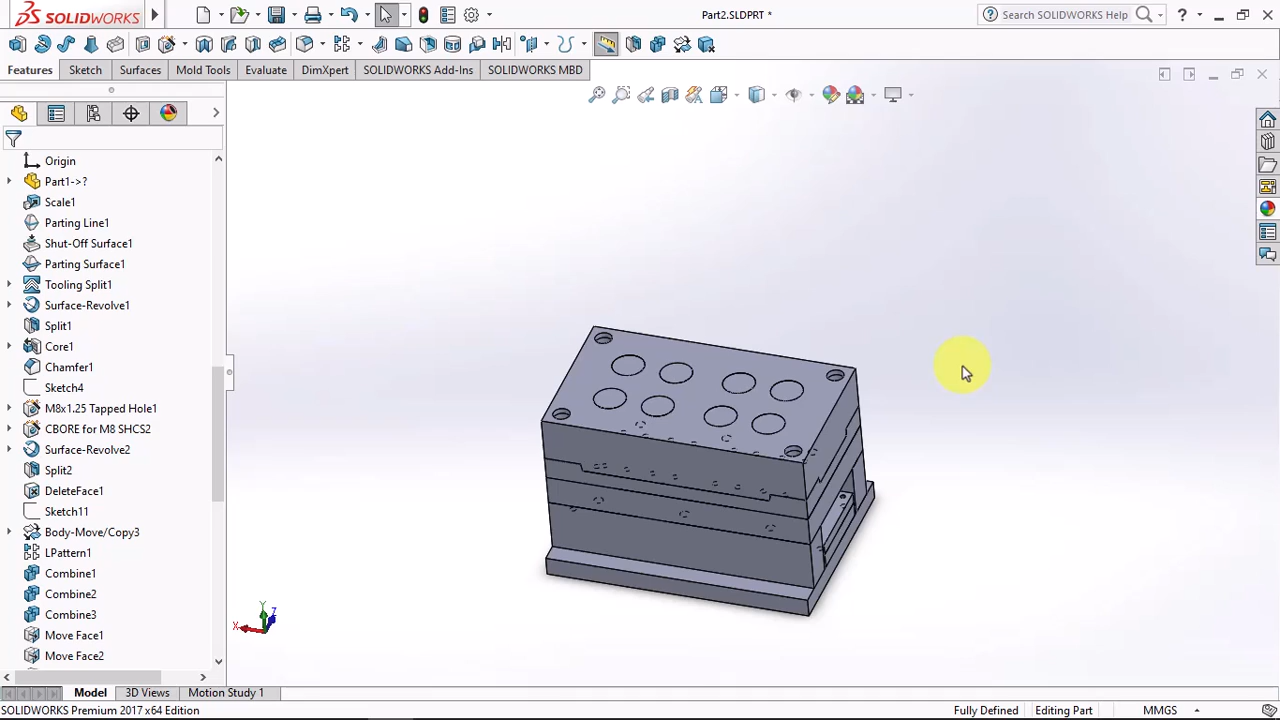 SOLIDWORKS
Part2.SLDPRT *
Search SOLIDWORKS Help
?
Features
Sketch
Surfaces
Mold Tools
Evaluate
DimXpert
SOLIDWORKS Add-Ins
SOLIDWORKS MBD
Origin
Part1->?
Scale1
Parting Line1
Shut-Off Surface1
Parting Surface1
Tooling Split1
Surface-Revolve1
Split1
Core1
Chamfer1
Sketch4
M8x1.25 Tapped Hole1
CBORE for M8 SHCS2
Surface-Revolve2
Split2
DeleteFace1
Sketch11
Body-Move/Copy3
LPattern1
Combine1
Combine2
Combine3
Move Face1
Move Face2
Y
X
Z
Model
3D Views
Motion Study 1
SOLIDWORKS Premium 2017 x64 Edition
Fully Defined
Editing Part
MMGS